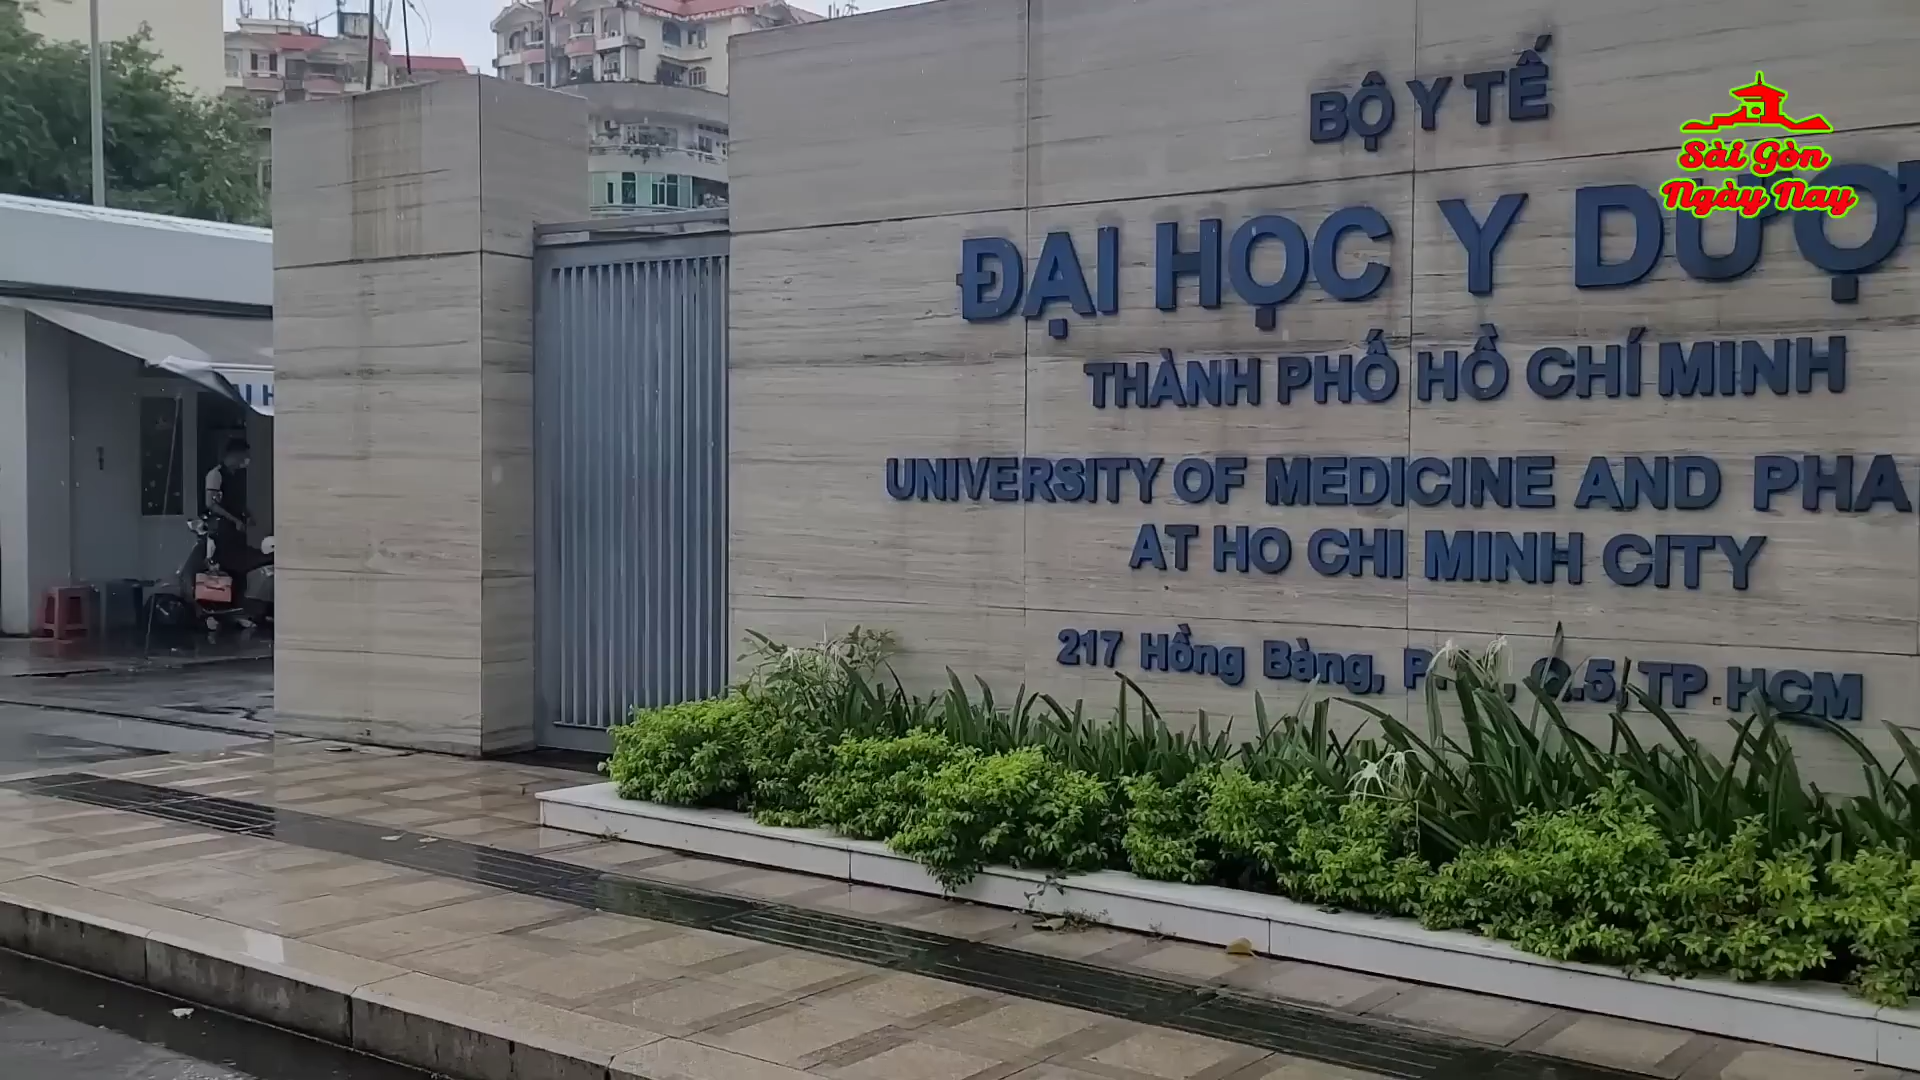 BỘ Y TẾ
ĐẠI HỌC Y DƯỢ
THÀNH PHỐ HỒ CHÍ MINH
UNIVERSITY OF MEDICINE AND PHA
AT HO CHI MINH CITY
217 Hồng Bàng, P. , Q.5, TP.HCM
Sài Gòn
Ngày Nay